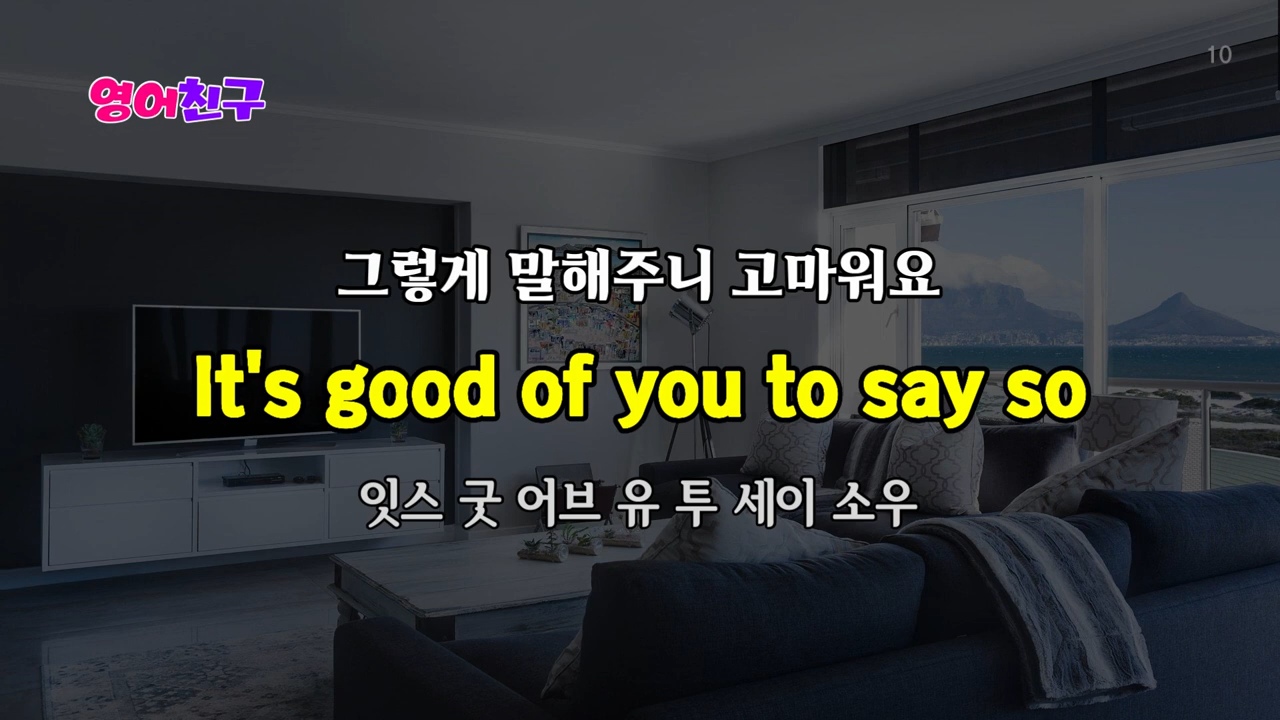 10
영어친구
그렇게 말해주니 고마워요
It's good of you to say so
잇스 굿 어브 유 투 세이 소우